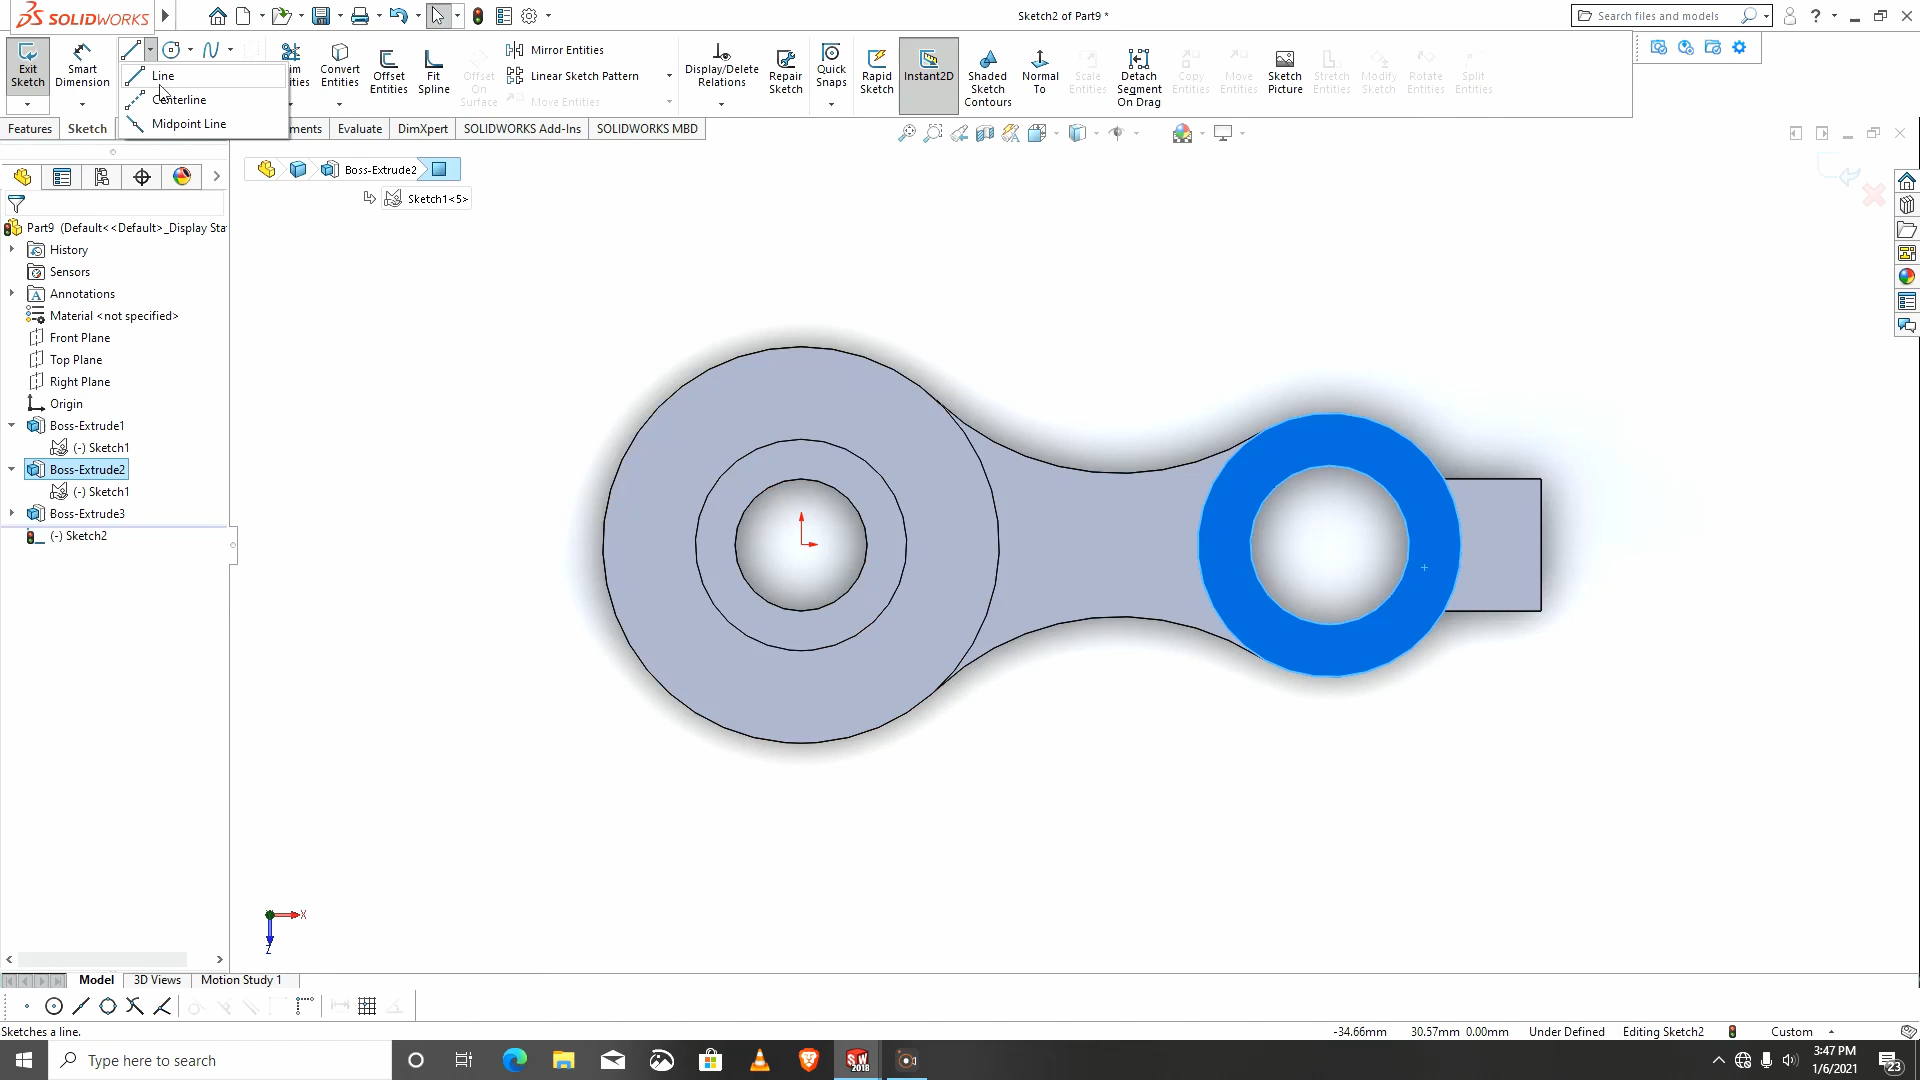 SOLIDWORKS
Sketch2 of Part9 *
Search files and models
Exit Sketch
Smart Dimension
Convert Entities
Offset Entities
Fit Spline
Offset On Surface
Mirror Entities
Linear Sketch Pattern
Move Entities
Display/Delete Relations
Repair Sketch
Quick Snaps
Rapid Sketch
Instant2D
Shaded Sketch Contours
Normal To
Scale Entities
Detach Segment On Drag
Copy Entities
Move Entities
Sketch Picture
Stretch Entities
Modify Sketch
Rotate Entities
Split Entities
Line
Centerline
Midpoint Line
Features
Sketch
Evaluate
DimXpert
SOLIDWORKS Add-Ins
SOLIDWORKS MBD
Boss-Extrude2
Sketch1<5>
Part9 (Default<<Default>_Display Sta
History
Sensors
Annotations
Material <not specified>
Front Plane
Top Plane
Right Plane
Origin
Boss-Extrude1
(-) Sketch1
Boss-Extrude2
(-) Sketch1
Boss-Extrude3
(-) Sketch2
X
Z
Model
3D Views
Motion Study 1
Sketches a line.
-34.66mm
30.57mm 0.00mm
Under Defined
Editing Sketch2
Custom
Type here to search
SW
2018
3:47 PM
1/6/2021
23